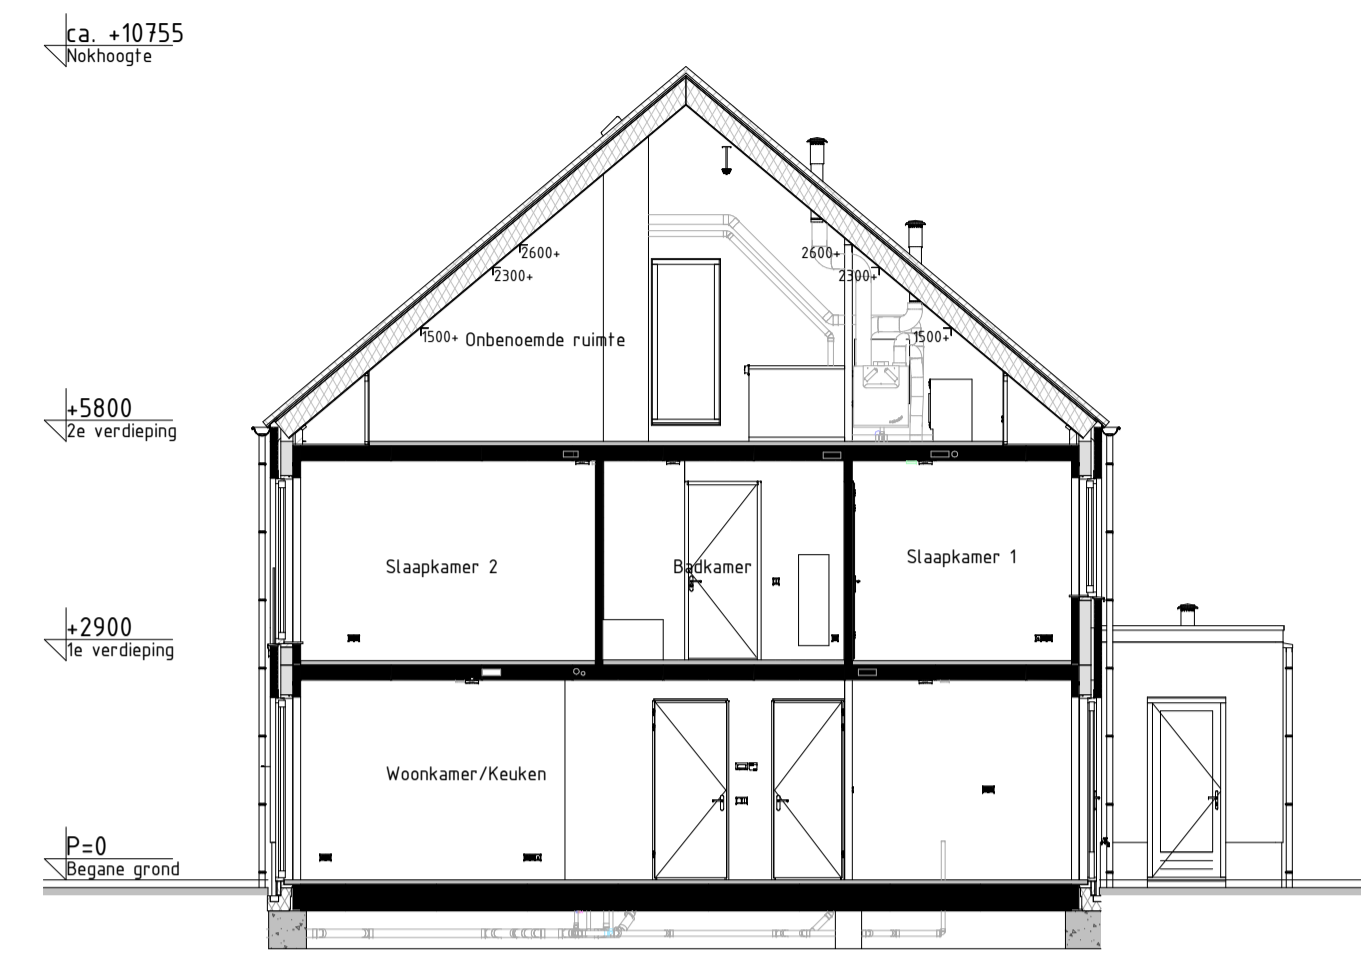 ca. +10755
Nokhoogte
2600+
2600+
2300+
2300+
1500+
Onbenoemde ruimte
1500+
+5800
2e verdieping
Slaapkamer 2
Badkamer
Slaapkamer 1
+2900
1e verdieping
Woonkamer/Keuken
P=0
Begane grond